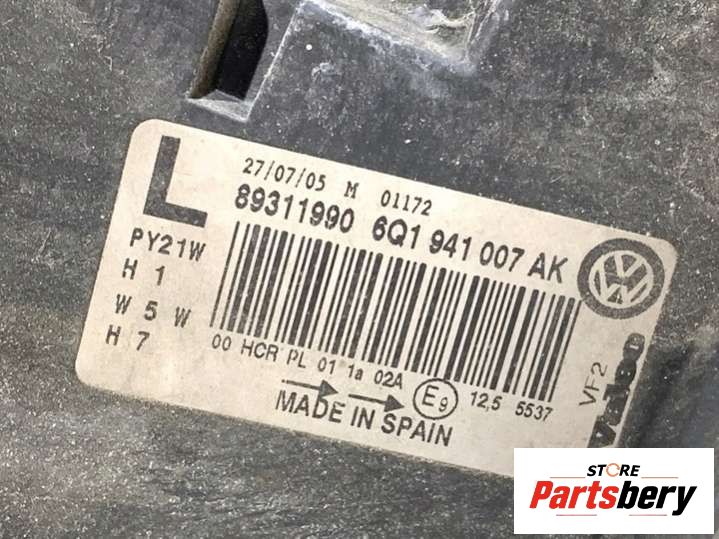 L
27/07/05 M 01172
89311990 6Q1 941 007 AK
PY21W
H 1
W 5 W
H 7
00 HCR PL 01 1a 02A
E9
12,5 5537
MADE IN SPAIN
VW
VF2
Valeo
STORE
Partsbery